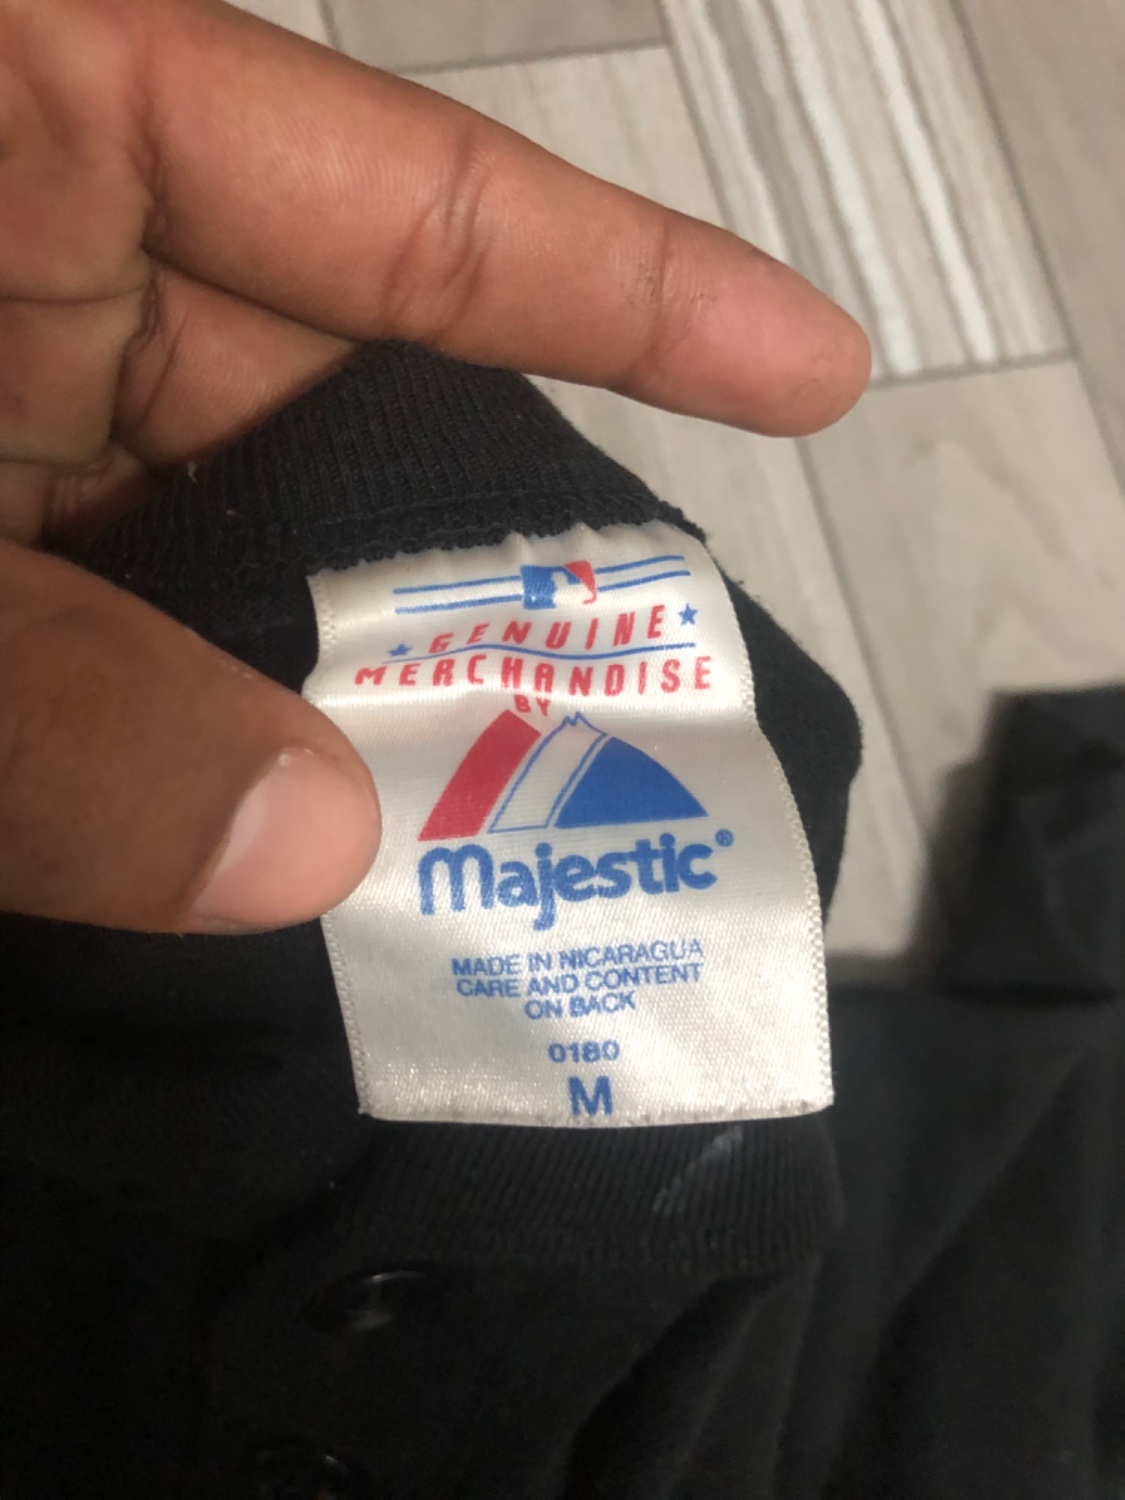 GENUINE
MERCHANDISE
BY
Majestic®
MADE IN NICARAGUA
CARE AND CONTENT
ON BACK
0180
M